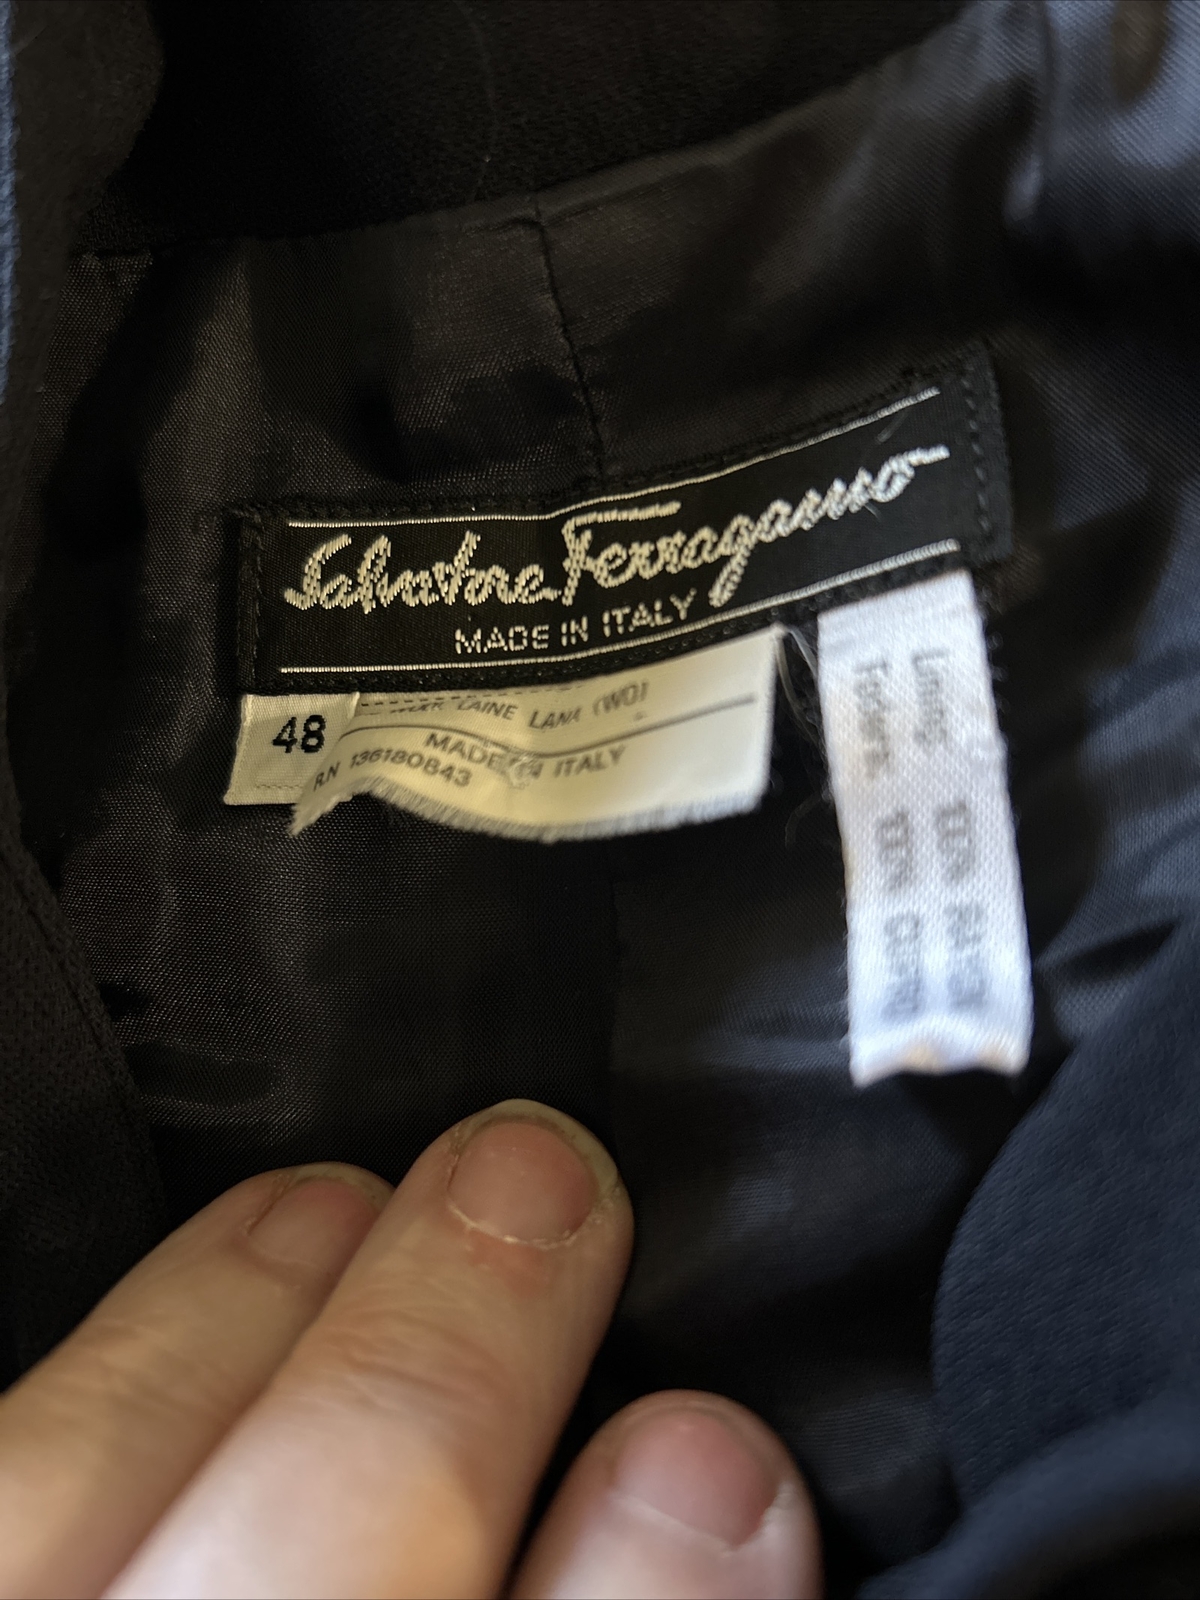 Salvatore Ferragamo
MADE IN ITALY
48
LAINE LANA (WO)
MADE IN ITALY
RN 136180843
Lining 100%
Fodera 100% CUPRO